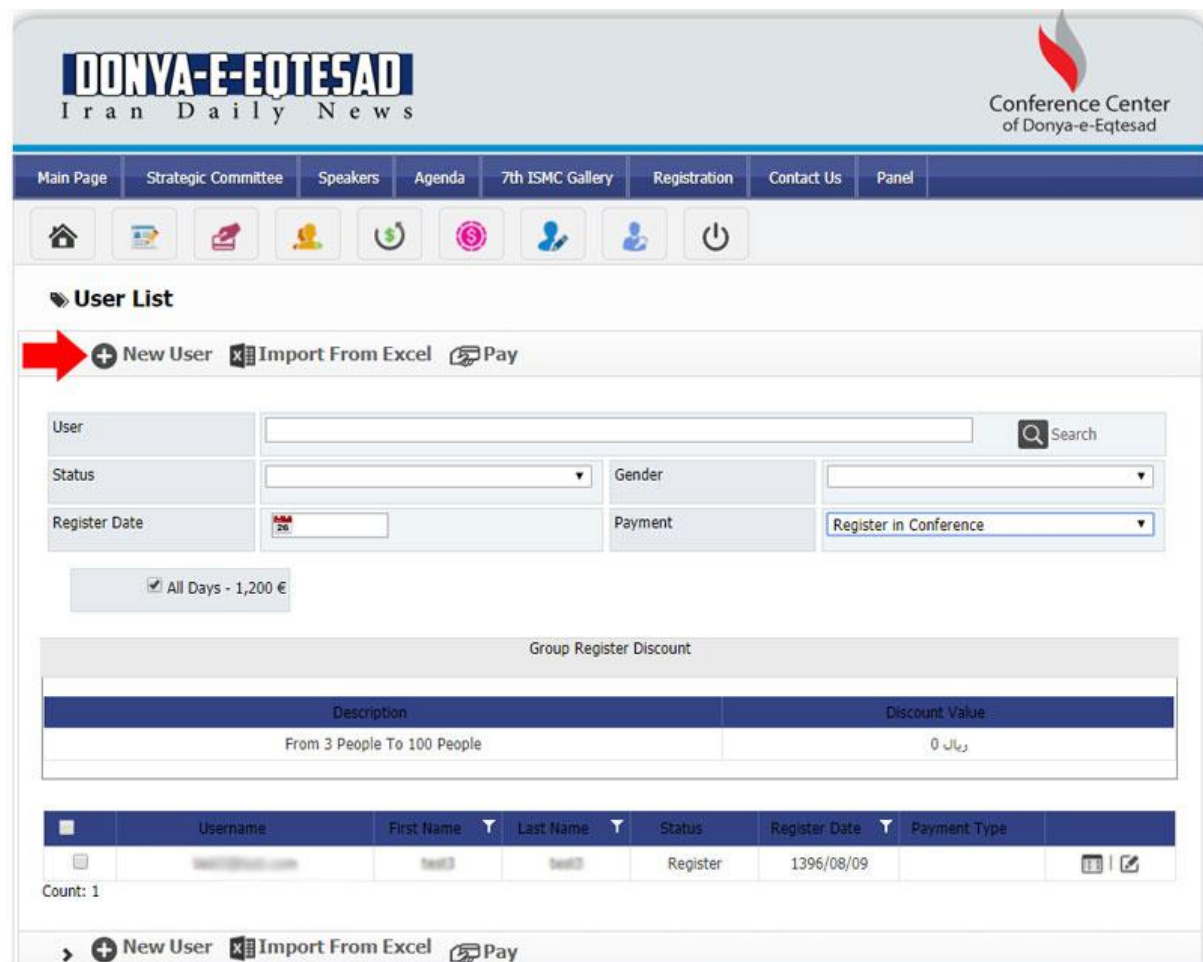 DONYA-E-EQTESAD
Iran Daily News
Conference Center
of Donya-e-Eqtesad
Main Page Strategic Committee Speakers Agenda 7th ISMC Gallery Registration Contact Us Panel
User List
New User Import From Excel Pay
User Search
Status Gender
Register Date 26 Payment Register in Conference
All Days - 1,200 €
Group Register Discount
Description Discount Value
From 3 People To 100 People ریال 0
Username First Name Last Name Status Register Date Payment Type
Register 1396/08/09
Count: 1
New User Import From Excel Pay